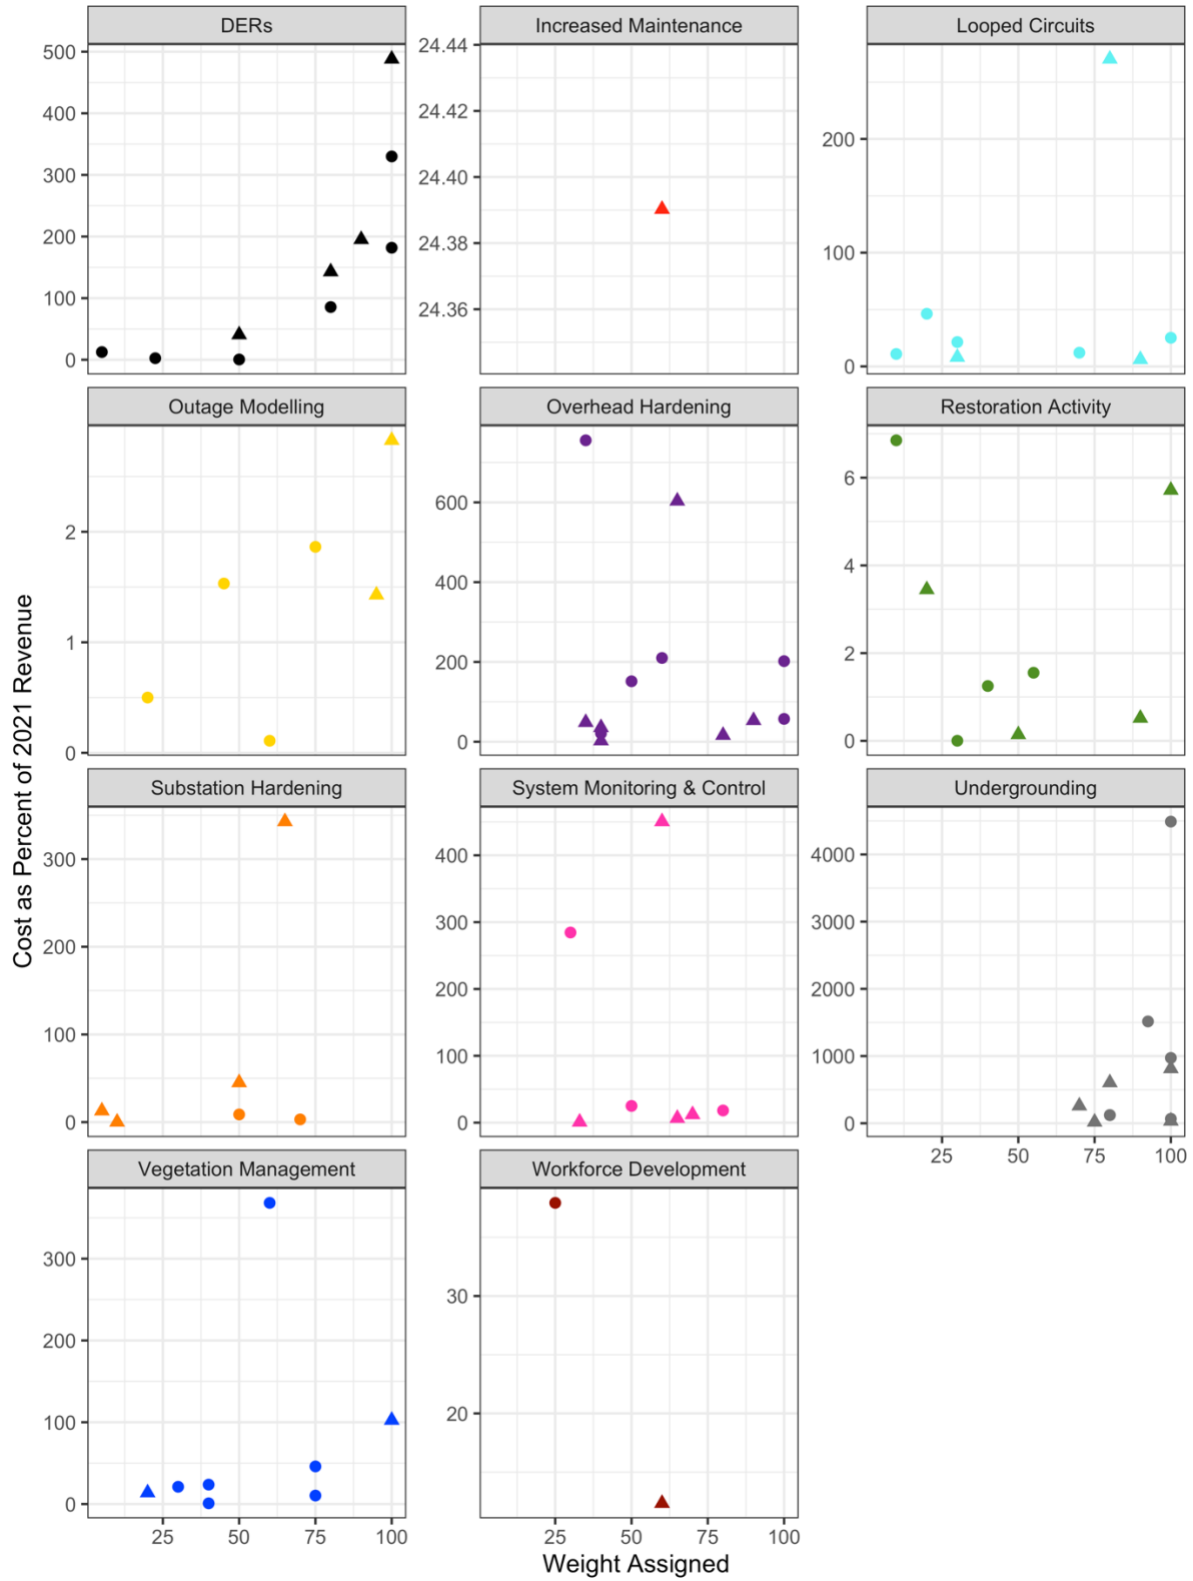 DERs
Increased Maintenance
Looped Circuits
500
400
300
200
100
0
24.44
24.42
24.40
24.38
24.36
200
100
0
Outage Modelling
Overhead Hardening
Restoration Activity
2
1
0
600
400
200
0
6
4
2
0
Cost as Percent of 2021 Revenue
Substation Hardening
System Monitoring & Control
Undergrounding
300
200
100
0
400
300
200
100
0
4000
3000
2000
1000
0
25 50 75 100
Vegetation Management
Workforce Development
300
200
100
0
30
20
25 50 75 100
25 50 75 100
Weight Assigned